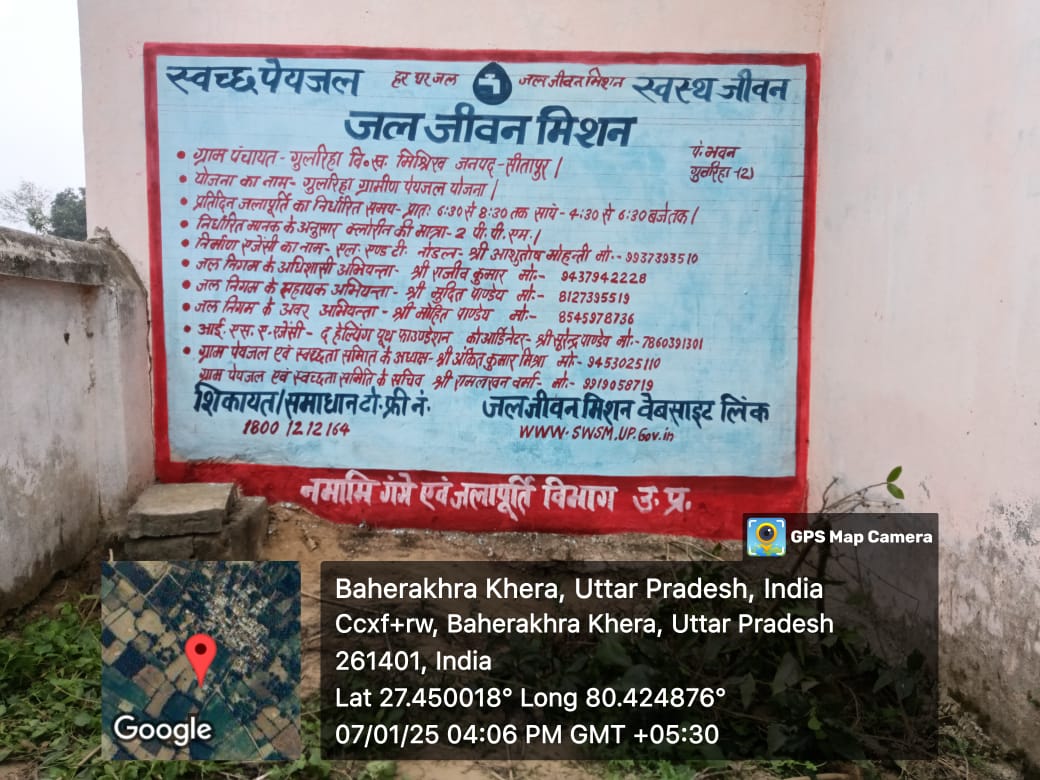 स्वच्छ पेयजल हर घर जल जल जीवन मिशन स्वस्थ जीवन
जल जीवन मिशन
पं. भवन
गुलरिहा -(2)
• ग्राम पंचायत - गुलरिहा वि०ख. मिश्रिख जनपद - सीतापुर |
• योजना का नाम - गुलरिहा ग्रामीण पेयजल योजना |
• प्रतिदिन जलापूर्ति का निर्धारित समय - प्रातः 6:30 से 8:30 तक सायं - 4:30 से 6:30 बजे तक |
• निर्धारित मानक के अनुसार क्लोरीन की मात्रा - 2 पी. पी. एम. |
• निर्माण एजेंसी का नाम - एल. एण्ड टी. नोडल - श्री आशुतोष मोहन्ती मो. - 9937393510
• जल निगम के अधिशासी अभियन्ता - श्री राजीव कुमार मो:- 9437942228
• जल निगम के सहायक अभियन्ता - श्री मुदित पाण्डेय मो:- 8127395519
• जल निगम के अवर अभियन्ता - श्री मोहित पाण्डेय मो:- 8545978736
• आई. एस. ए. एजेंसी - द हेल्पिंग यूथ फाउण्डेशन कोआर्डिनेटर - श्री सुरेन्द्र पाण्डेय मो. - 7860391301
• ग्राम पेयजल एवं स्वच्छता समिति के अध्यक्ष - श्री अंकित कुमार मिश्रा मो. - 9453025110
ग्राम पेयजल एवं स्वच्छता समिति के सचिव श्री रामलखन वर्मा - मो:- 9919058719
शिकायत/समाधान टो. फ्री नं. जल जीवन मिशन वेबसाइट लिंक
1800 1212164 WWW.SWSM.UP.Gov.in
नमामि गंगे एवं जलापूर्ति विभाग उ. प्र.
GPS Map Camera
Baherakhra Khera, Uttar Pradesh, India
Ccxf+rw, Baherakhra Khera, Uttar Pradesh
261401, India
Lat 27.450018° Long 80.424876°
07/01/25 04:06 PM GMT +05:30
Google